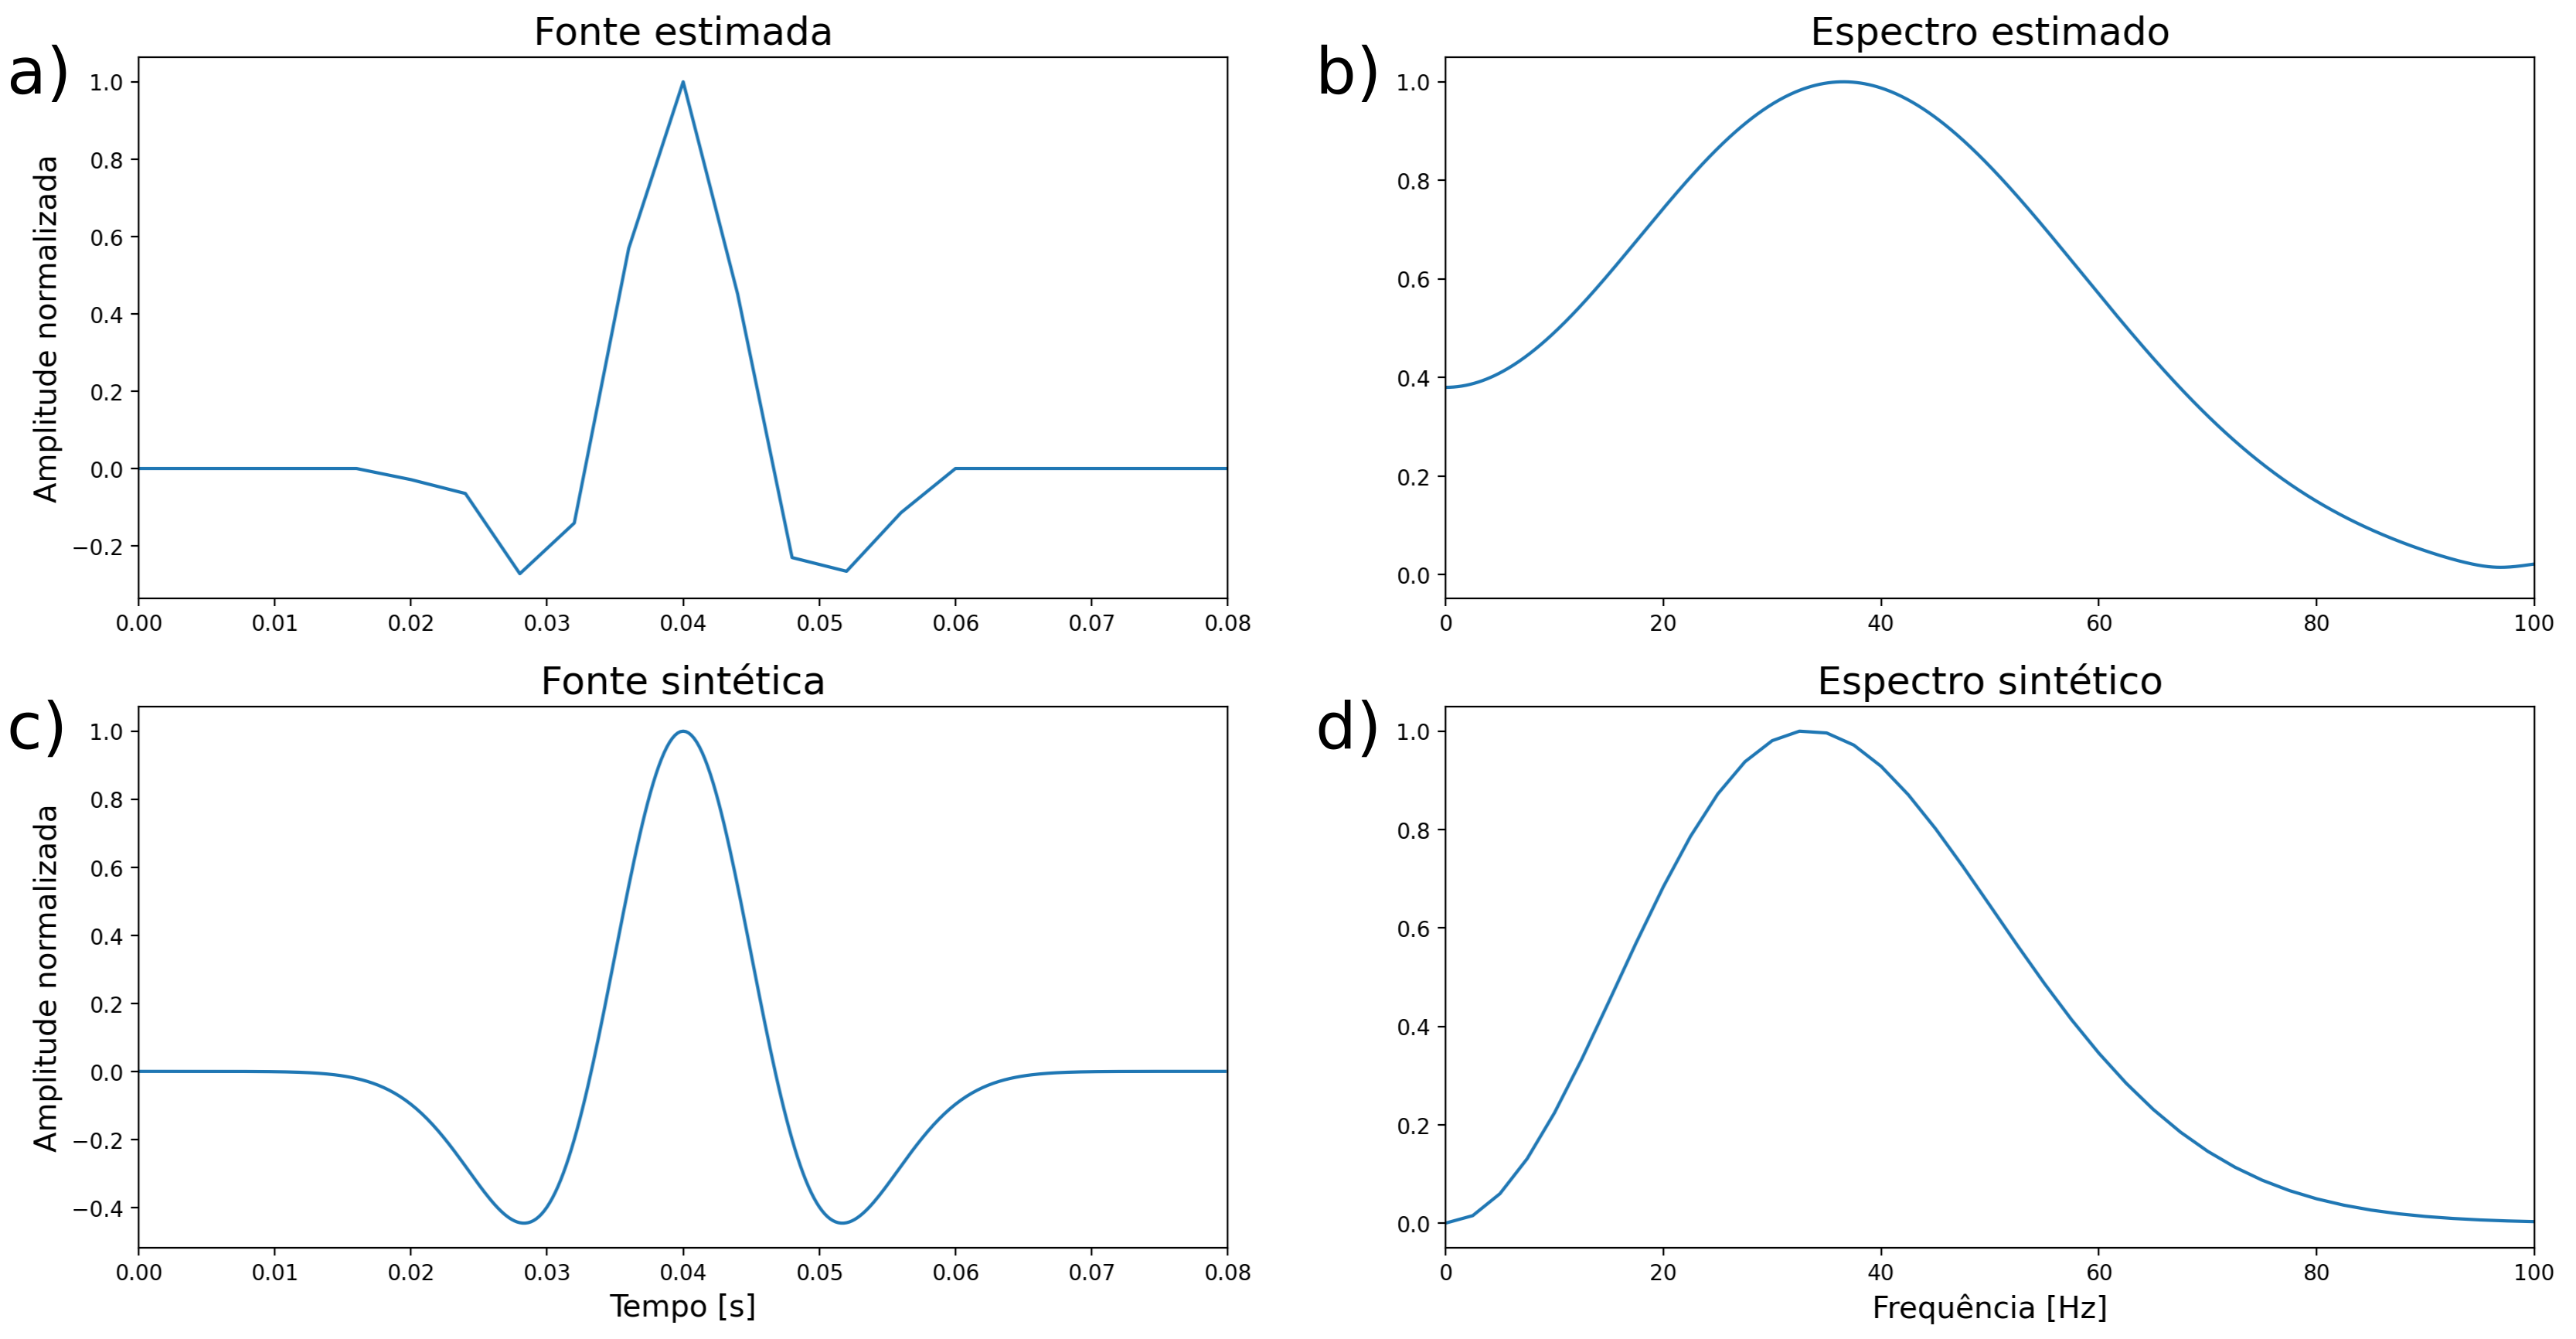 a)
Fonte estimada
Amplitude normalizada
1.0
0.8
0.6
0.4
0.2
0.0
−0.2
0.00 0.01 0.02 0.03 0.04 0.05 0.06 0.07 0.08
b)
Espectro estimado
1.0
0.8
0.6
0.4
0.2
0.0
0 20 40 60 80 100
c)
Fonte sintética
Amplitude normalizada
1.0
0.8
0.6
0.4
0.2
0.0
−0.2
−0.4
0.00 0.01 0.02 0.03 0.04 0.05 0.06 0.07 0.08
Tempo [s]
d)
Espectro sintético
1.0
0.8
0.6
0.4
0.2
0.0
0 20 40 60 80 100
Frequência [Hz]